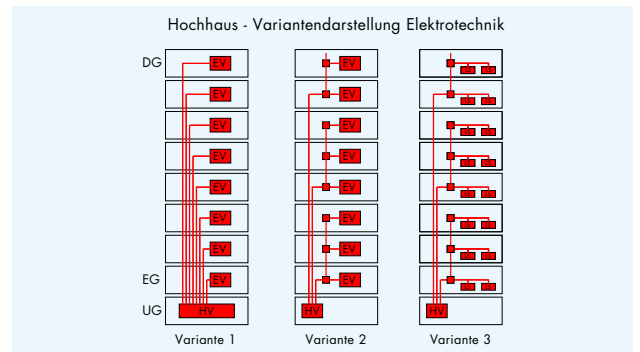 Hochhaus - Variantendarstellung Elektrotechnik
DG
EV
EV
EV
EV
EV
EV
EV
EV
EG
UG
HV
EV
EV
EV
EV
EV
EV
EV
EV
HV
HV
Variante 1
Variante 2
Variante 3